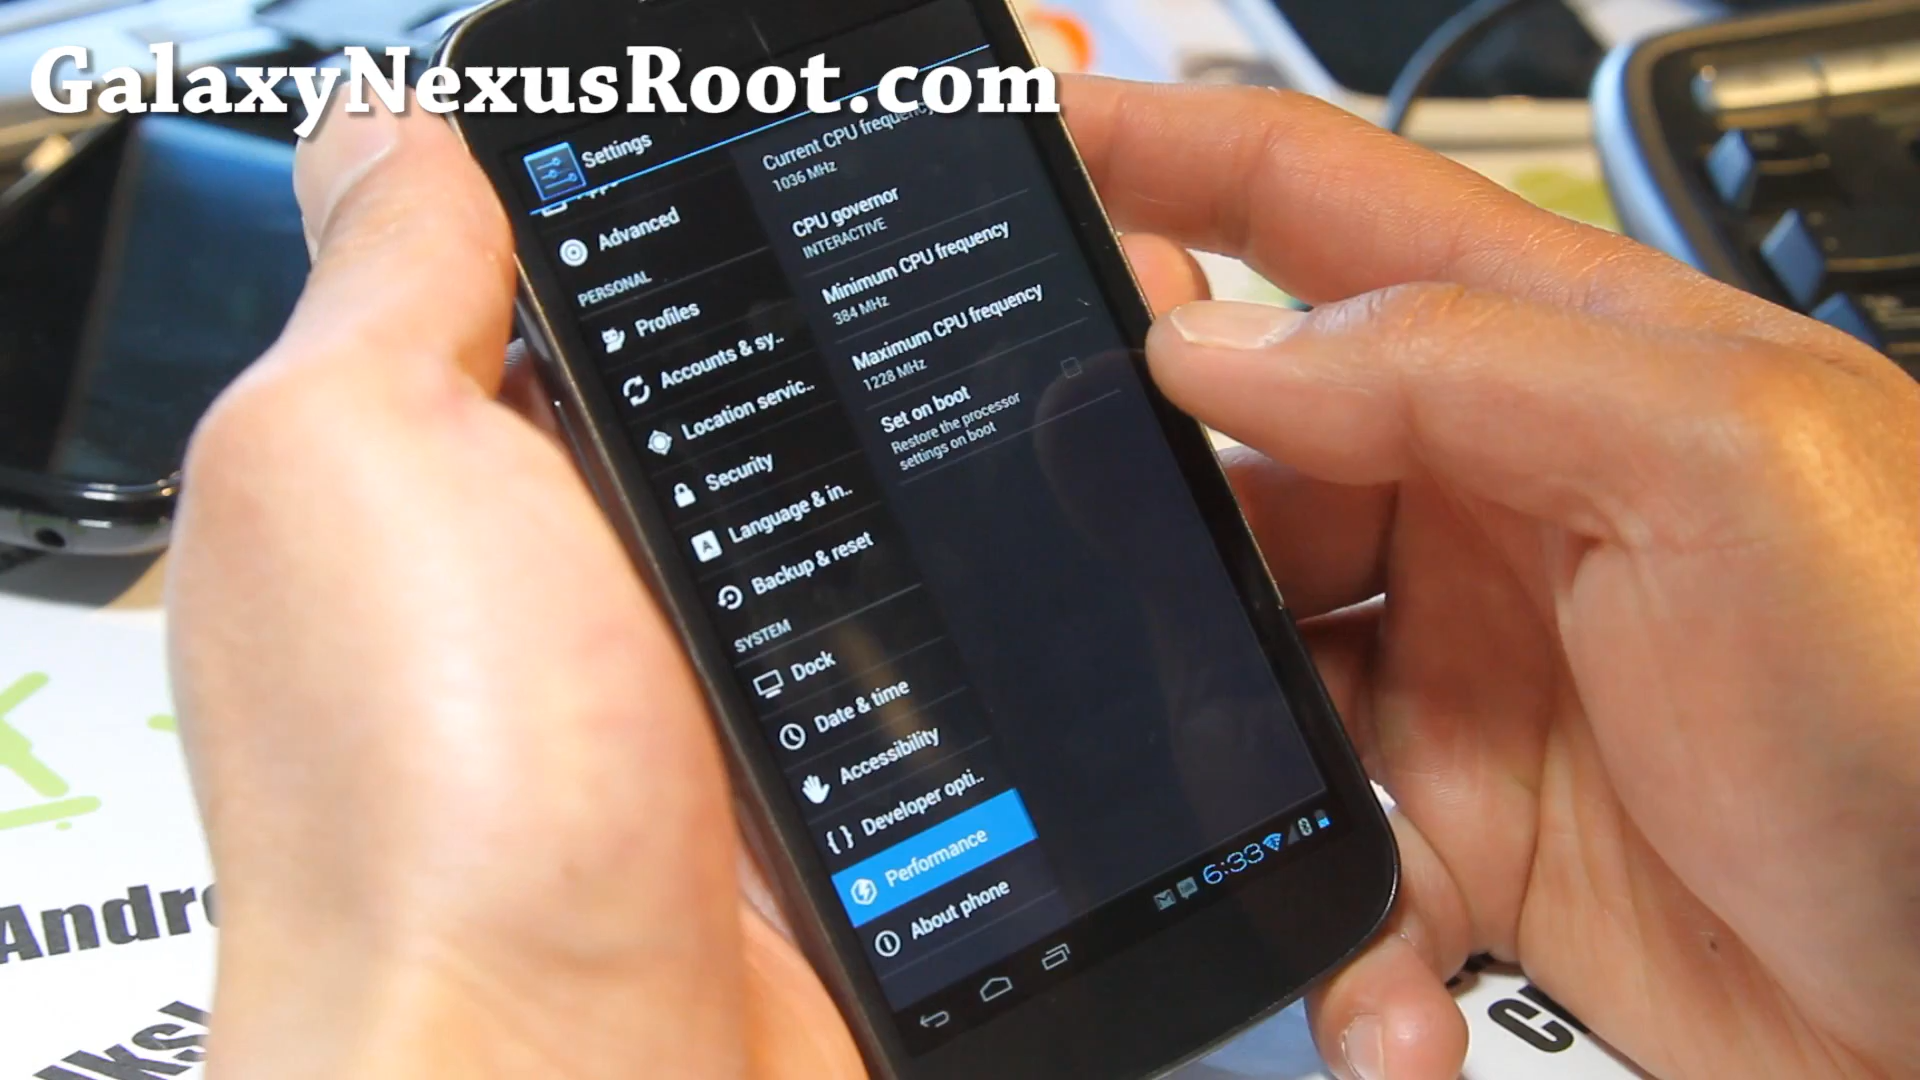 GalaxyNexusRoot.com
Settings
Advanced
PERSONAL
Profiles
Accounts & sy..
Location servic..
Security
Language & in..
Backup & reset
SYSTEM
Dock
Date & time
Accessibility
Developer opti..
Performance
About phone
Current CPU frequency
1036 MHz
CPU governor
INTERACTIVE
Minimum CPU frequency
384 MHz
Maximum CPU frequency
1228 MHz
Set on boot
Restore the processor
settings on boot
6:33
Andr